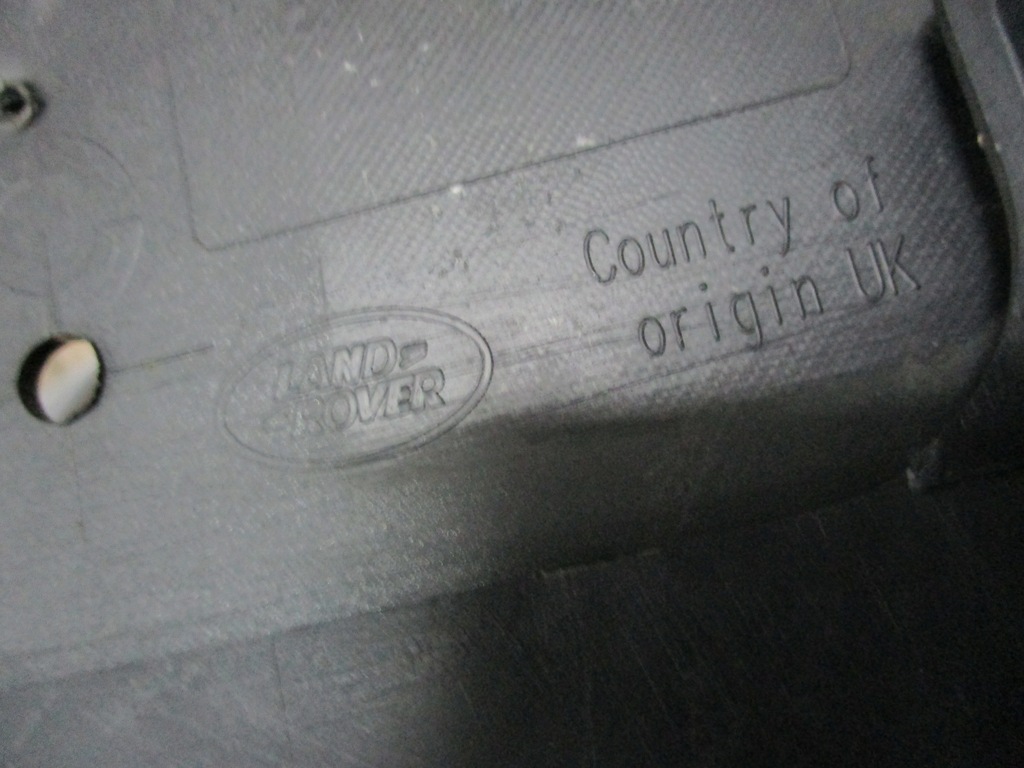 LAND-
-ROVER
Country of
origin UK